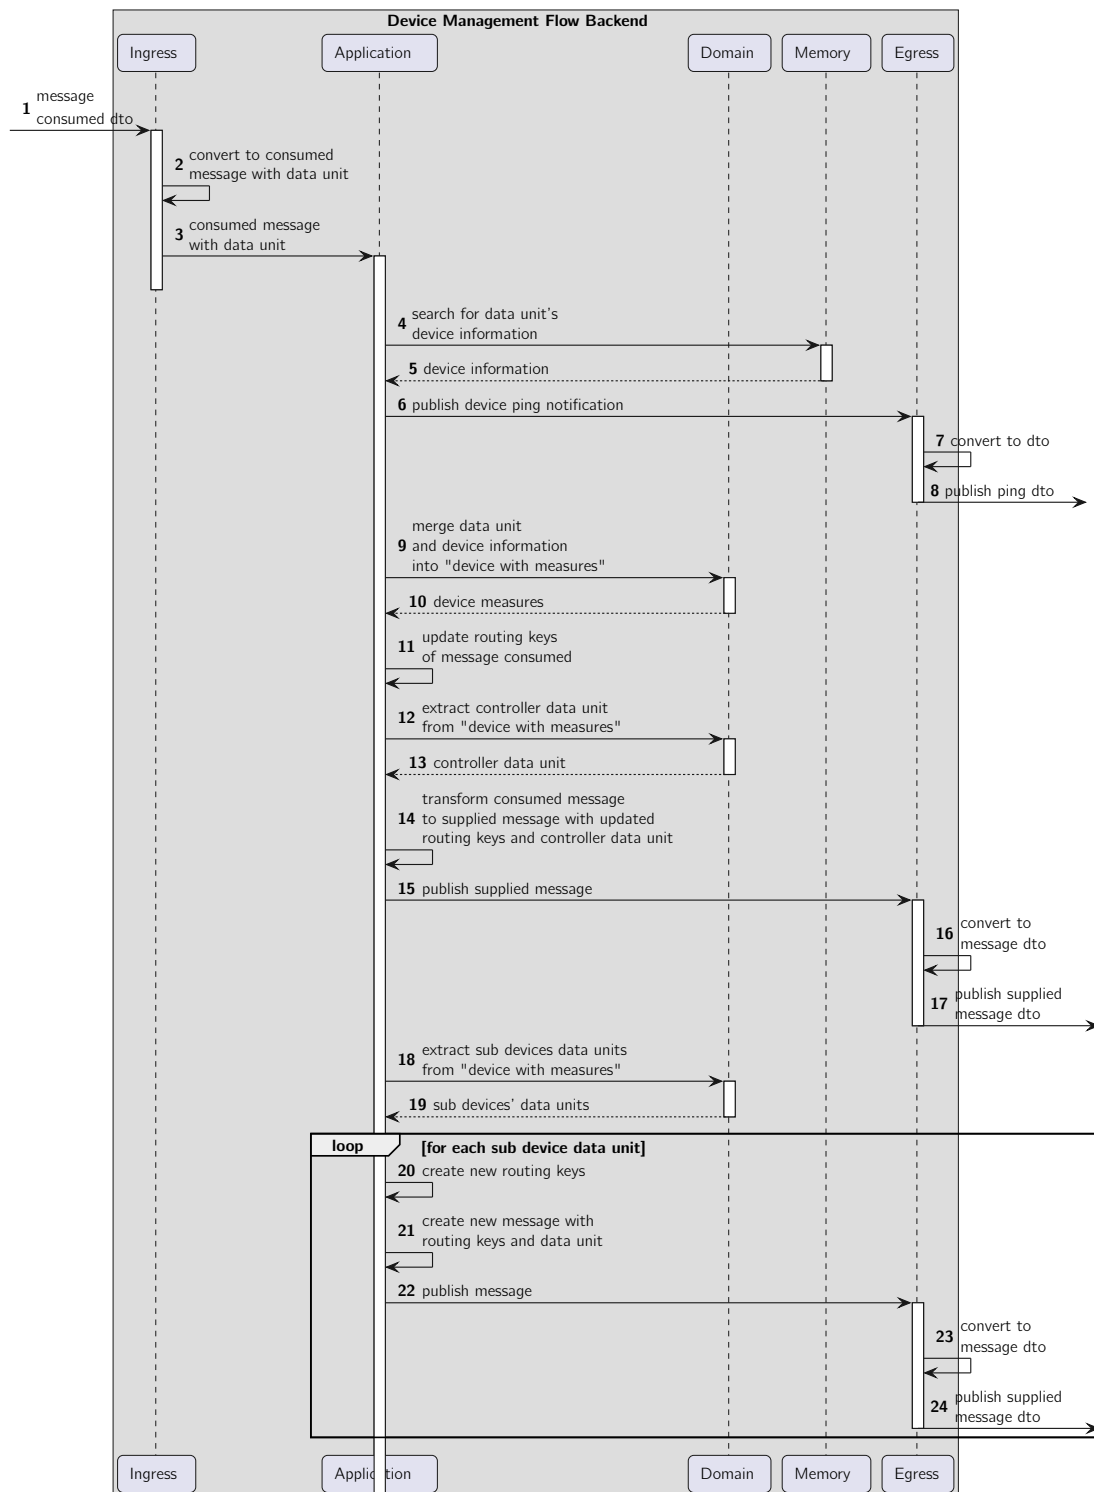 Device Management Flow Backend
Ingress
Application
Domain
Memory
Egress
1 message
consumed dto
2 convert to consumed
message with data unit
3 consumed message
with data unit
4 search for data unit's
device information
5 device information
6 publish device ping notification
7 convert to dto
8 publish ping dto
merge data unit
9 and device information
into "device with measures"
10 device measures
11 update routing keys
of message consumed
12 extract controller data unit
from "device with measures"
13 controller data unit
transform consumed message
14 to supplied message with updated
routing keys and controller data unit
15 publish supplied message
16 convert to
message dto
17 publish supplied
message dto
18 extract sub devices data units
from "device with measures"
19 sub devices' data units
loop [for each sub device data unit]
20 create new routing keys
21 create new message with
routing keys and data unit
22 publish message
23 convert to
message dto
24 publish supplied
message dto
Ingress
Application
Domain
Memory
Egress